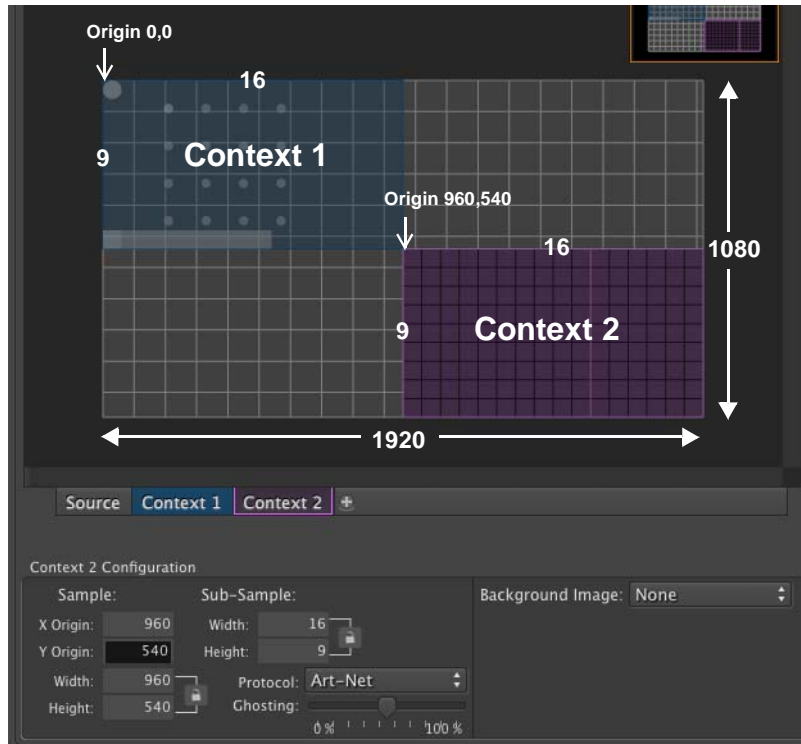 Origin 0,0
16
9
Context 1
Origin 960,540
16
1080
9
Context 2
1920
Source Context 1 Context 2 +
Context 2 Configuration
Sample: Sub-Sample: Background Image: None
X Origin: 960 Width: 16
Y Origin: 540 Height: 9
Width: 960 Protocol: Art-Net
Height: 540 Ghosting:
0% 100%